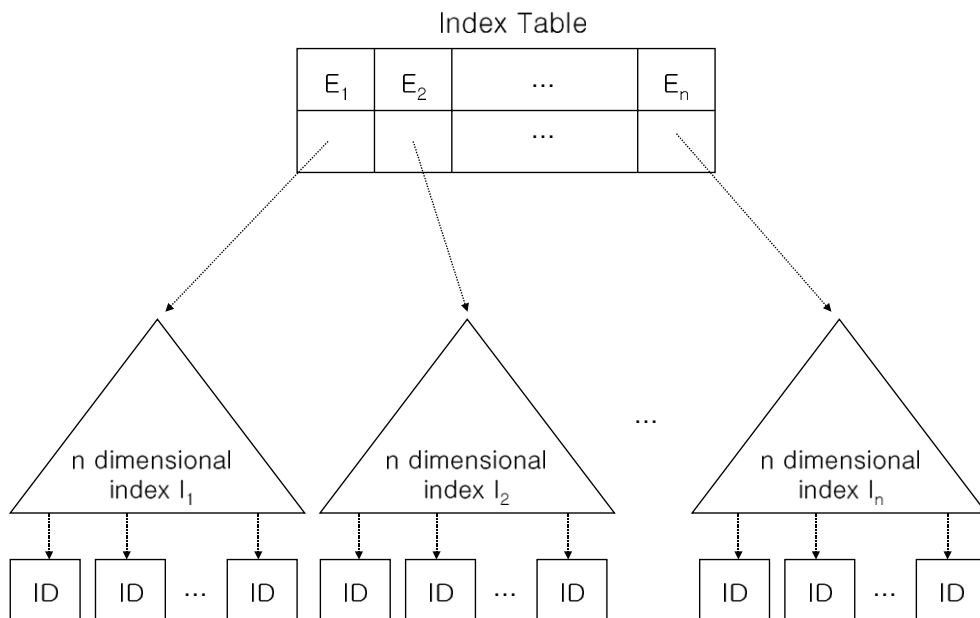 Index Table
E₁ E₂ ... Eₙ
...
...
n dimensional n dimensional n dimensional
index I₁ index I₂ index Iₙ
ID ID ... ID ID ID ... ID ID ID ... ID